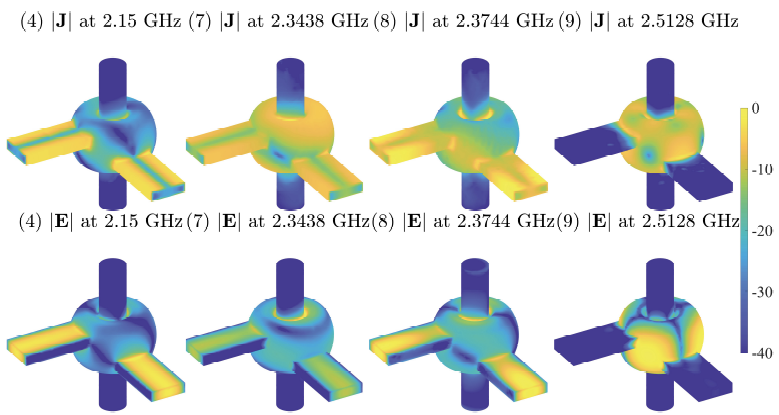 (4) |J| at 2.15 GHz (7) |J| at 2.3438 GHz (8) |J| at 2.3744 GHz (9) |J| at 2.5128 GHz
0
-10
(4) |E| at 2.15 GHz (7) |E| at 2.3438 GHz (8) |E| at 2.3744 GHz (9) |E| at 2.5128 GHz
-20
-30
-40